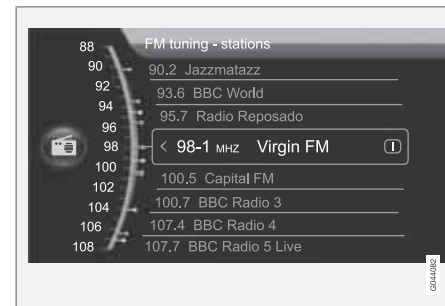 FM tuning - stations
88
90
92
94
96
98
100
102
104
106
108
90.2 Jazzmatazz
93.6 BBC World
95.7 Radio Reposado
< 98-1 MHZ Virgin FM
100.5 Capital FM
100.7 BBC Radio 3
107.4 BBC Radio 4
107.7 BBC Radio 5 Live
G044082